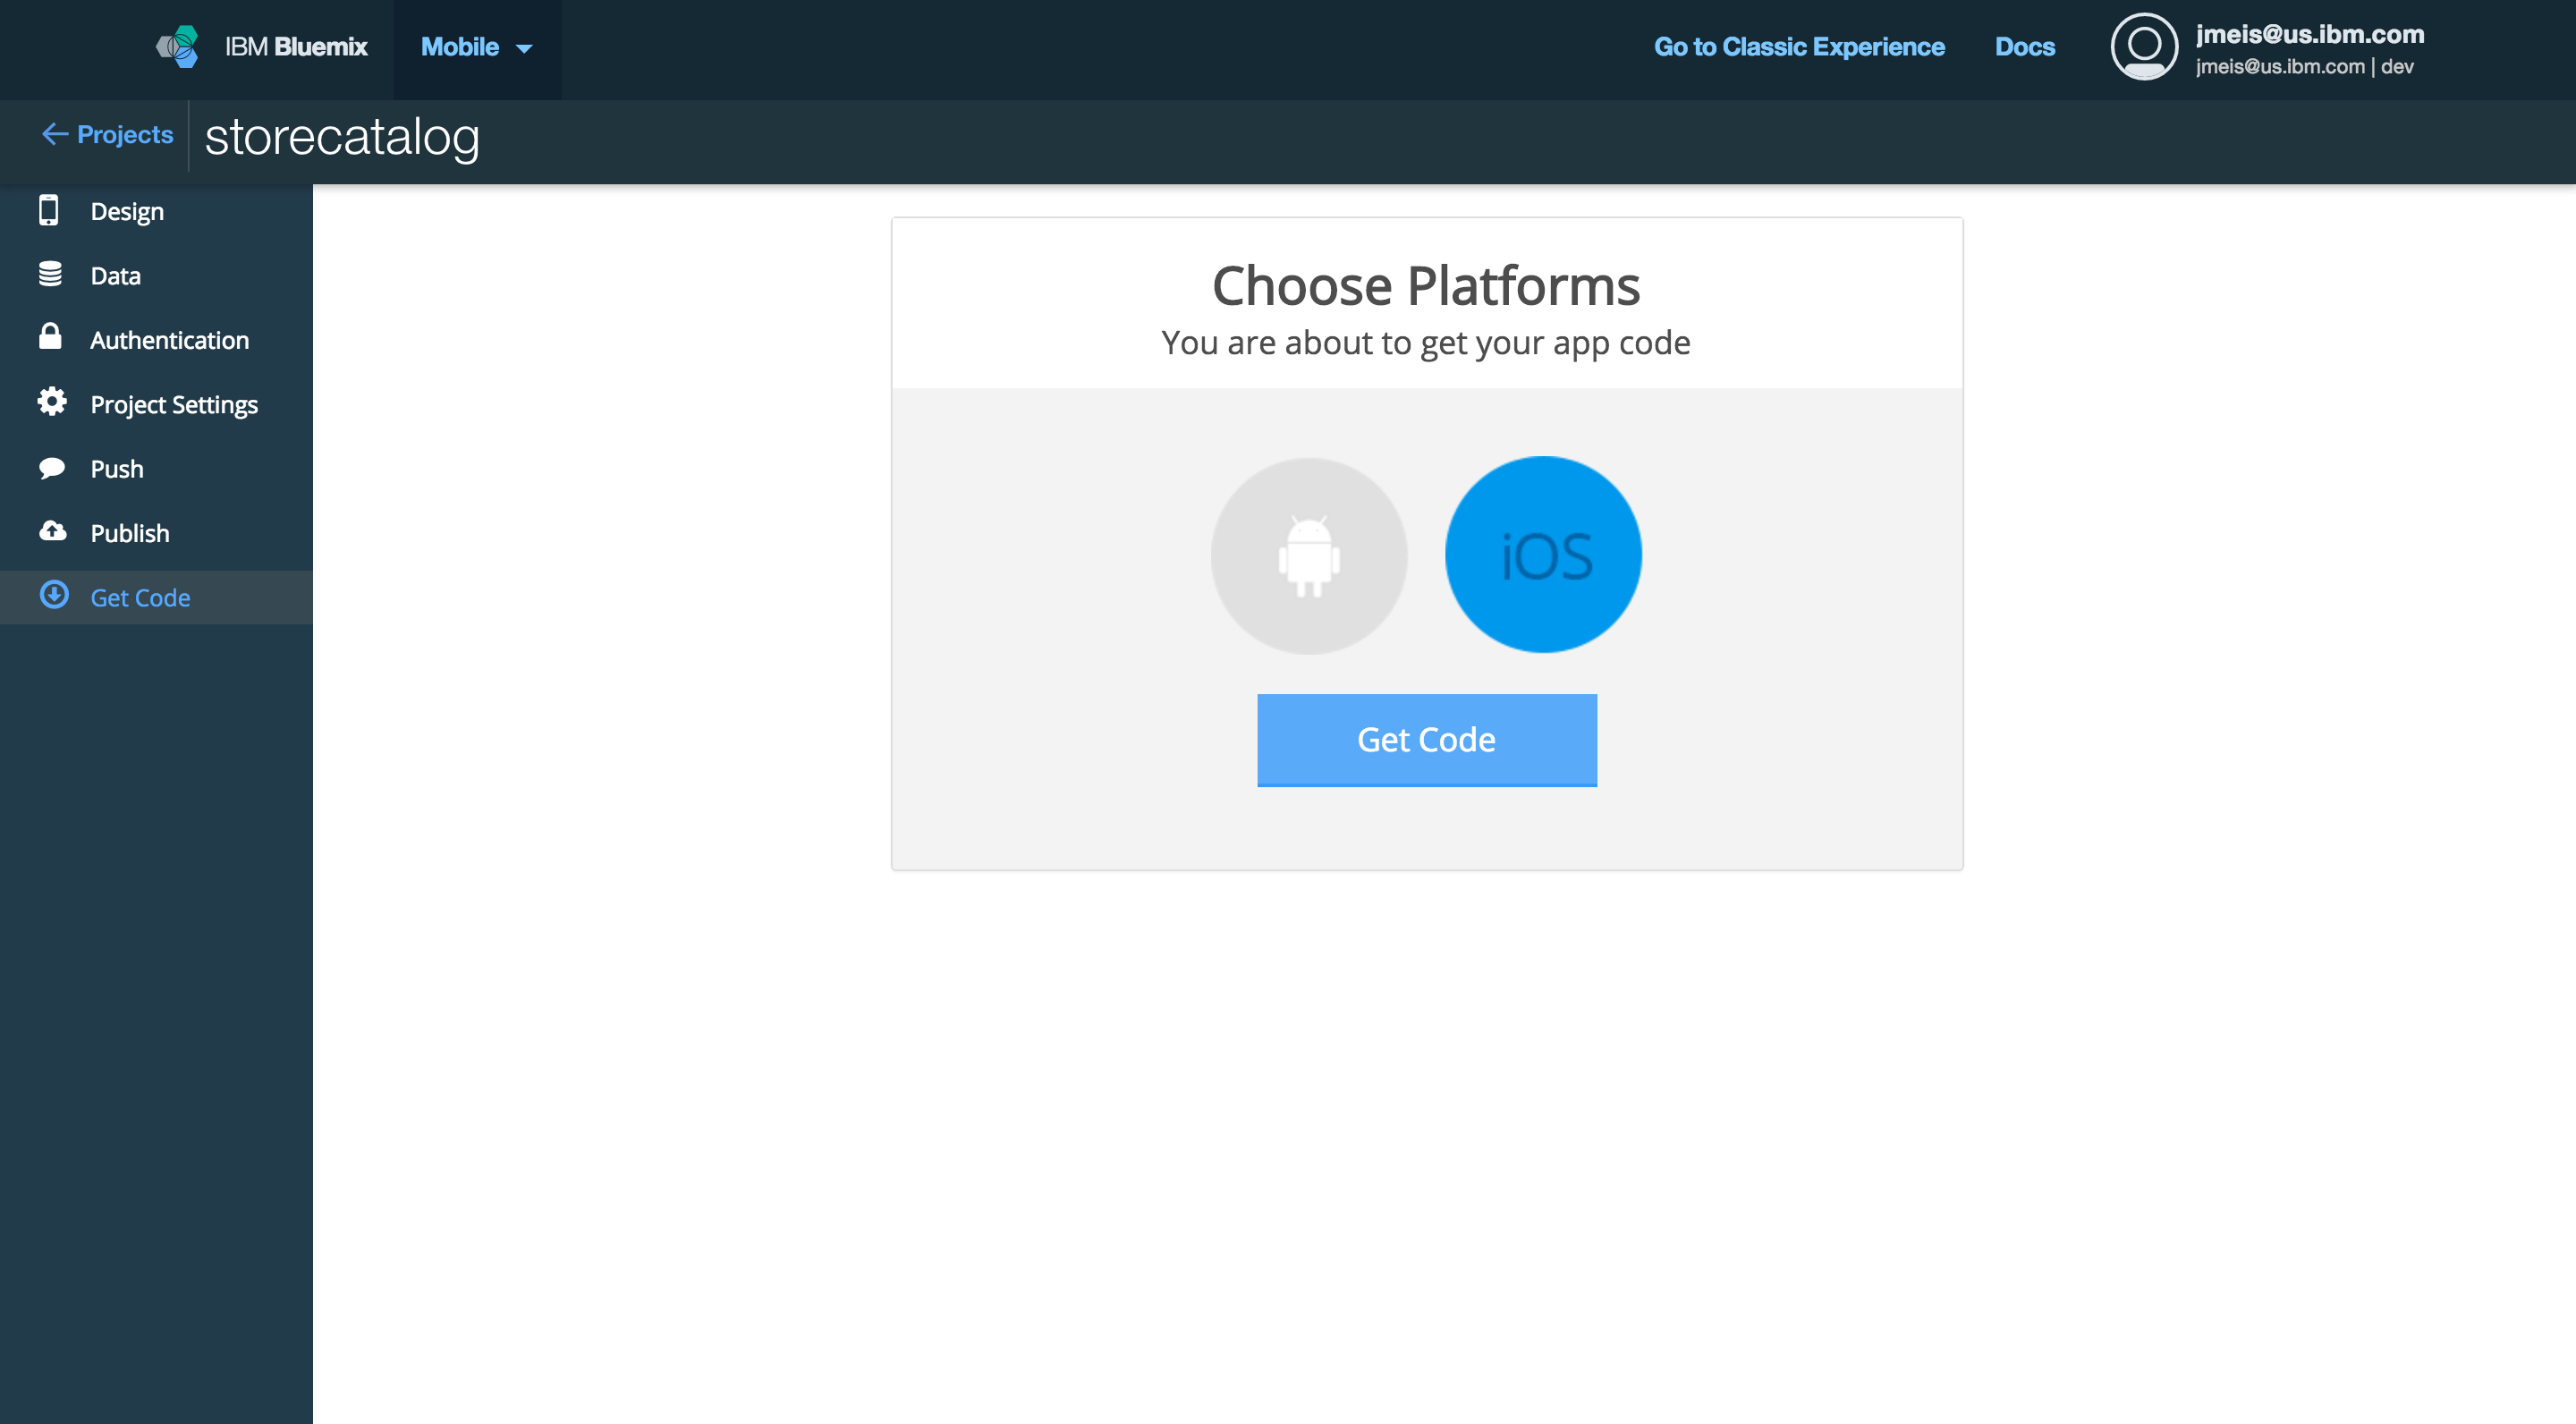 IBM Bluemix
Mobile
Go to Classic Experience
Docs
jmeis@us.ibm.com
jmeis@us.ibm.com | dev
Projects
storecatalog
Design
Data
Authentication
Project Settings
Push
Publish
Get Code
Choose Platforms
You are about to get your app code
iOS
Get Code